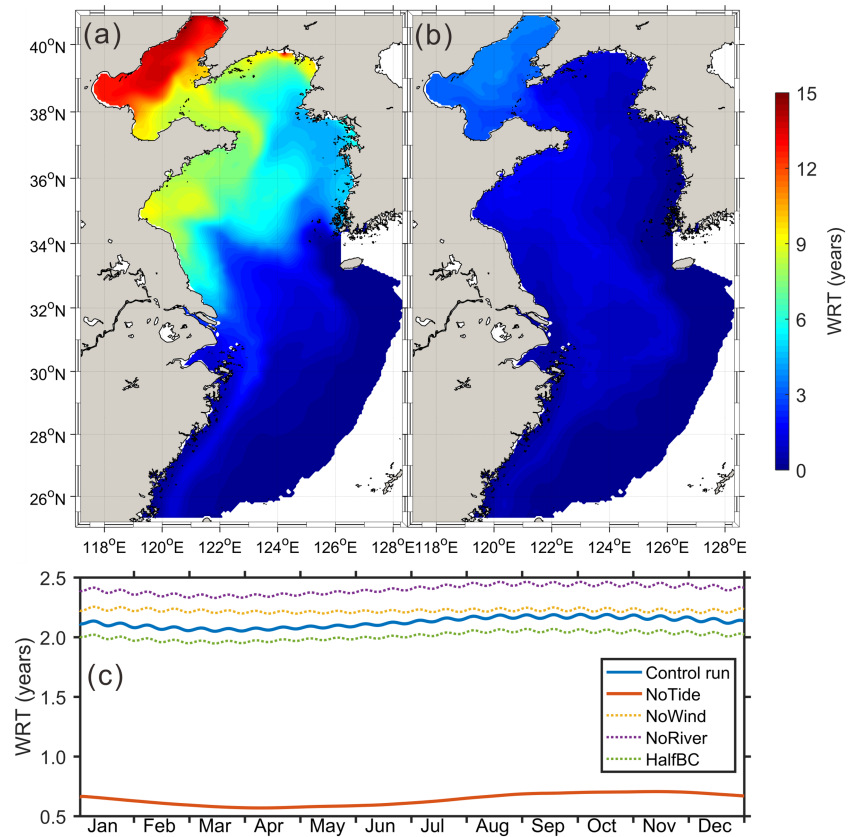 (a)
(b)
40°N
38°N
36°N
34°N
32°N
30°N
28°N
26°N
118°E 120°E 122°E 124°E 126°E 128°E
118°E 120°E 122°E 124°E 126°E 128°E
15
12
9
6
3
0
WRT (years)
2.5
2.0
1.5
1.0
0.5
WRT (years)
(c)
Control run
NoTide
NoWind
NoRiver
HalfBC
Jan Feb Mar Apr May Jun Jul Aug Sep Oct Nov Dec